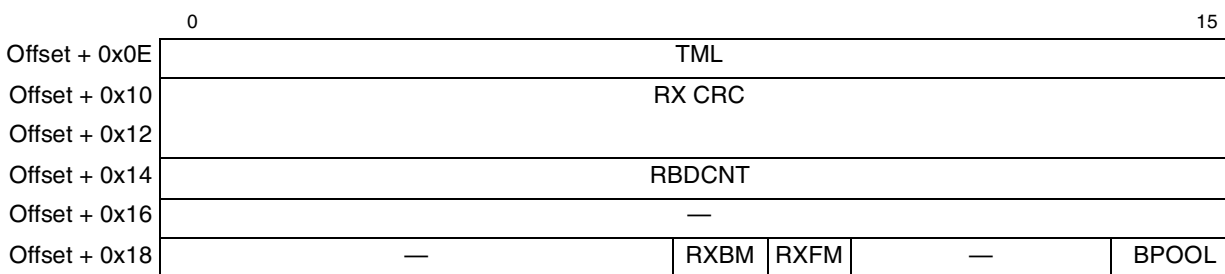 0 15
Offset + 0x0E TML
Offset + 0x10 RX CRC
Offset + 0x12
Offset + 0x14 RBDCNT
Offset + 0x16 —
Offset + 0x18 — RXBM RXFM — BPOOL